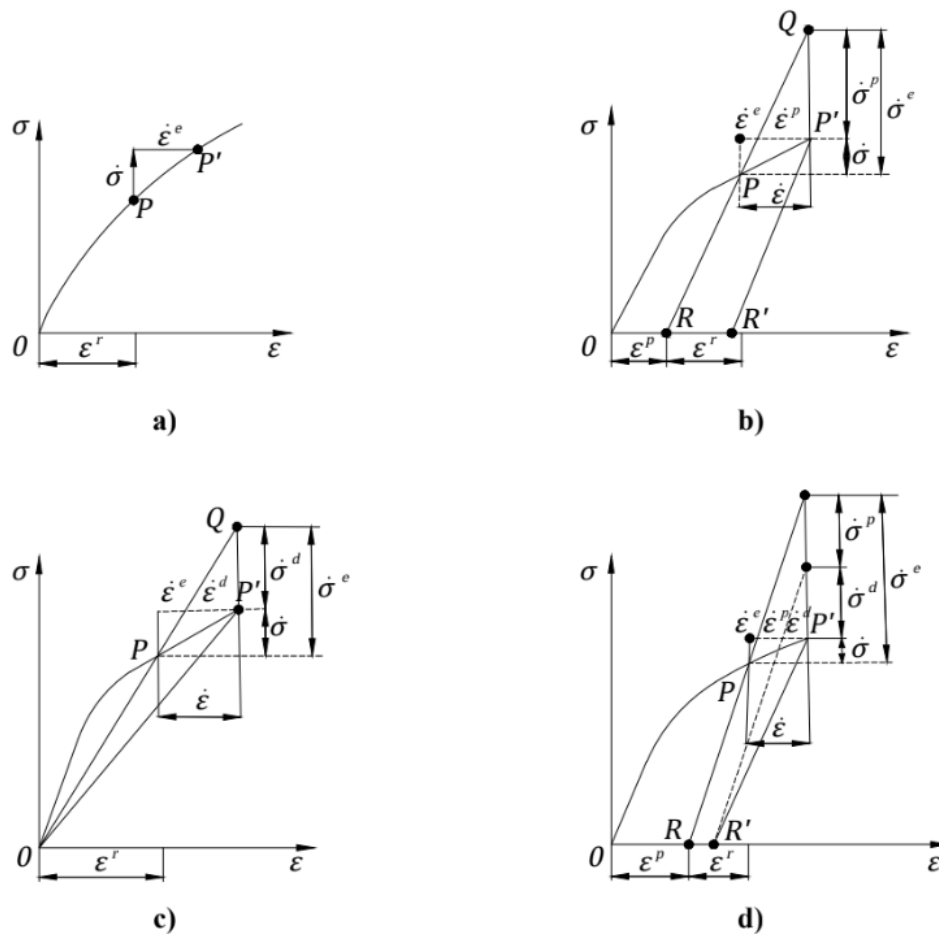 σ
ε̇ᵉ
σ̇
P'
P
0
εʳ
ε
a)
Q
σ̇ᵖ
σ̇ᵉ
ε̇ᵉ ε̇ᵖ P'
σ̇
σ
P
ε̇
0
R R'
εᵖ εʳ ε
b)
Q
σ̇ᵈ
σ̇ᵉ
σ
ε̇ᵉ ε̇ᵈ P'
σ̇
P
ε̇
0
εʳ ε
c)
σ̇ᵖ
σ̇ᵉ
σ
σ̇ᵈ
ε̇ᵉ ε̇ᵖ ε̇ᵈ P'
σ̇
P
ε̇
R R'
0
εᵖ εʳ ε
d)